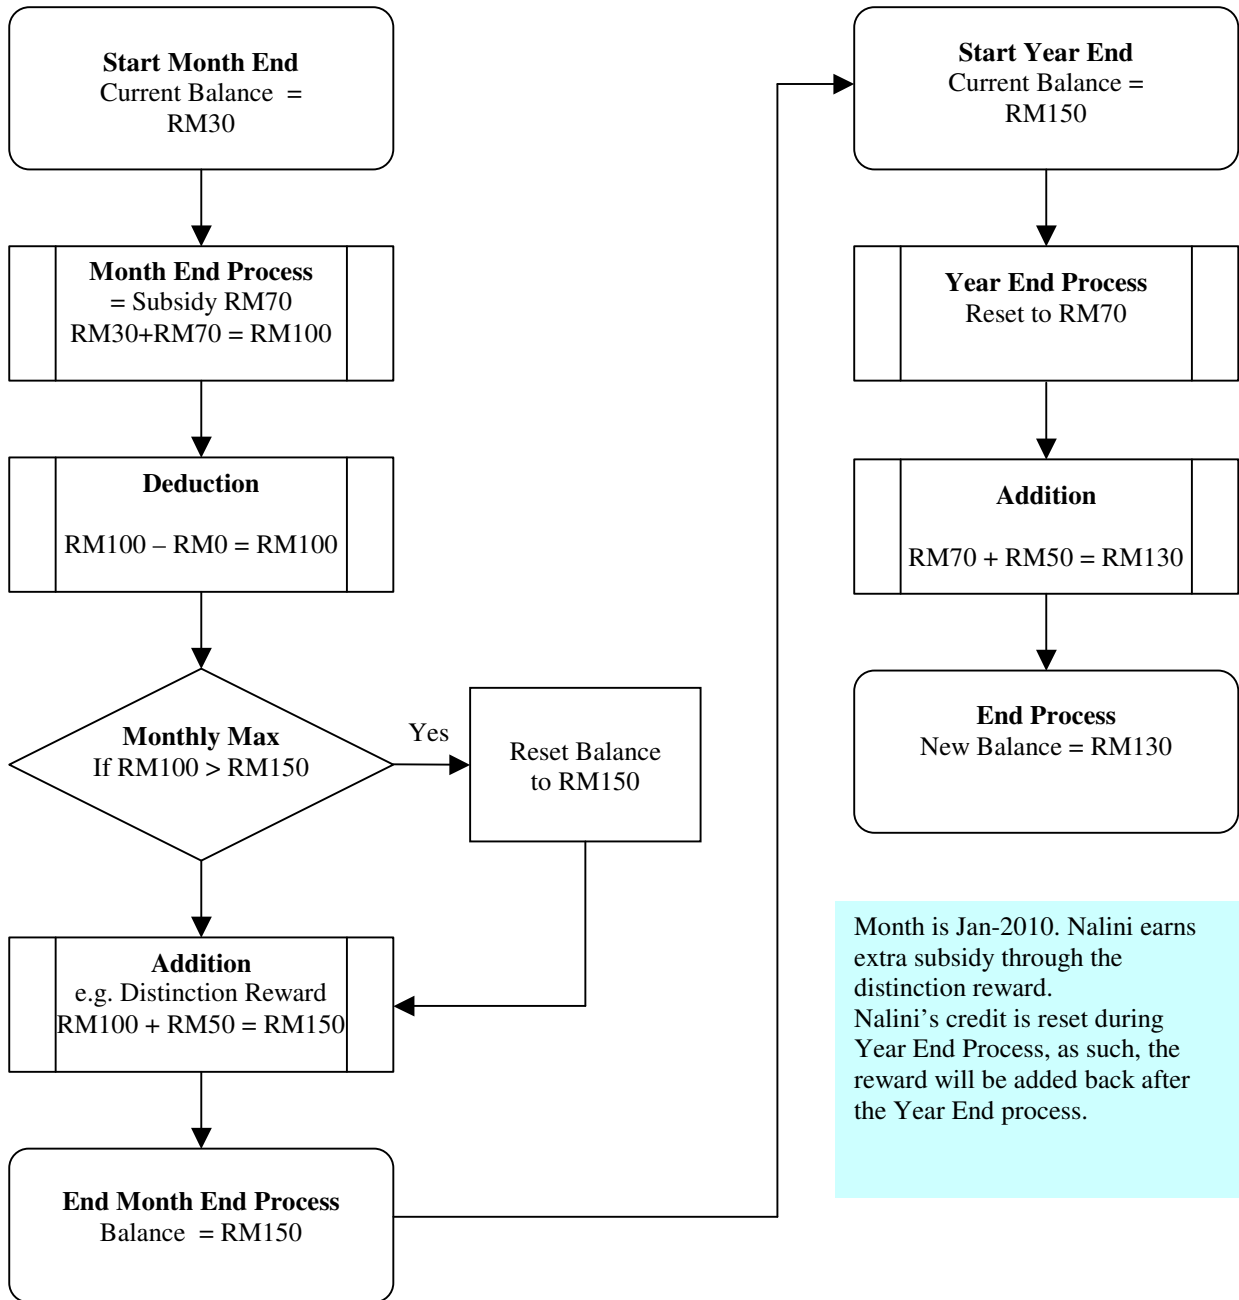 Start Month End
Current Balance  =
RM30
Month End Process
= Subsidy RM70
RM30+RM70 = RM100
Deduction
RM100 – RM0 = RM100
Monthly Max
If RM100 > RM150
Yes
Reset Balance
to RM150
Addition
e.g. Distinction Reward
RM100 + RM50 = RM150
End Month End Process
Balance  = RM150
Start Year End
Current Balance =
RM150
Year End Process
Reset to RM70
Addition
RM70 + RM50 = RM130
End Process
New Balance = RM130
Month is Jan-2010. Nalini earns
extra subsidy through the
distinction reward.
Nalini’s credit is reset during
Year End Process, as such, the
reward will be added back after
the Year End process.